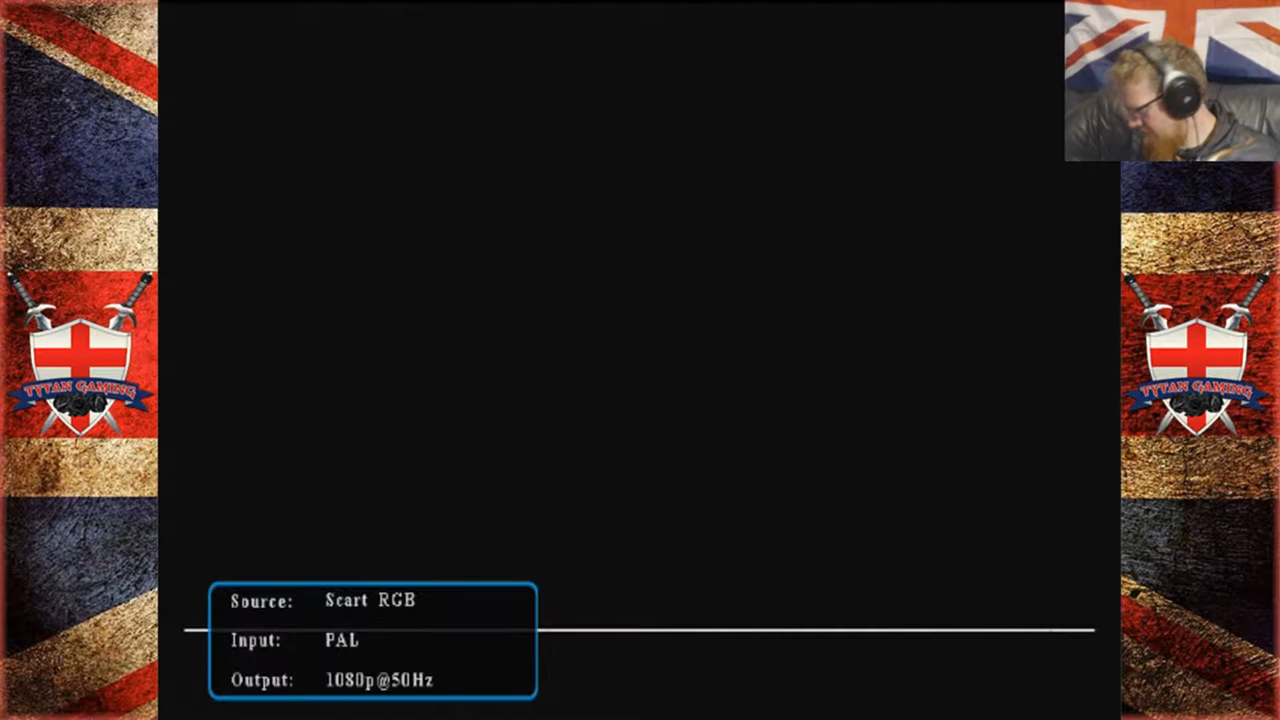 Source: Scart RGB
Input: PAL
Output: 1080p@50Hz
TYTAN GAMING
TYTAN GAMING